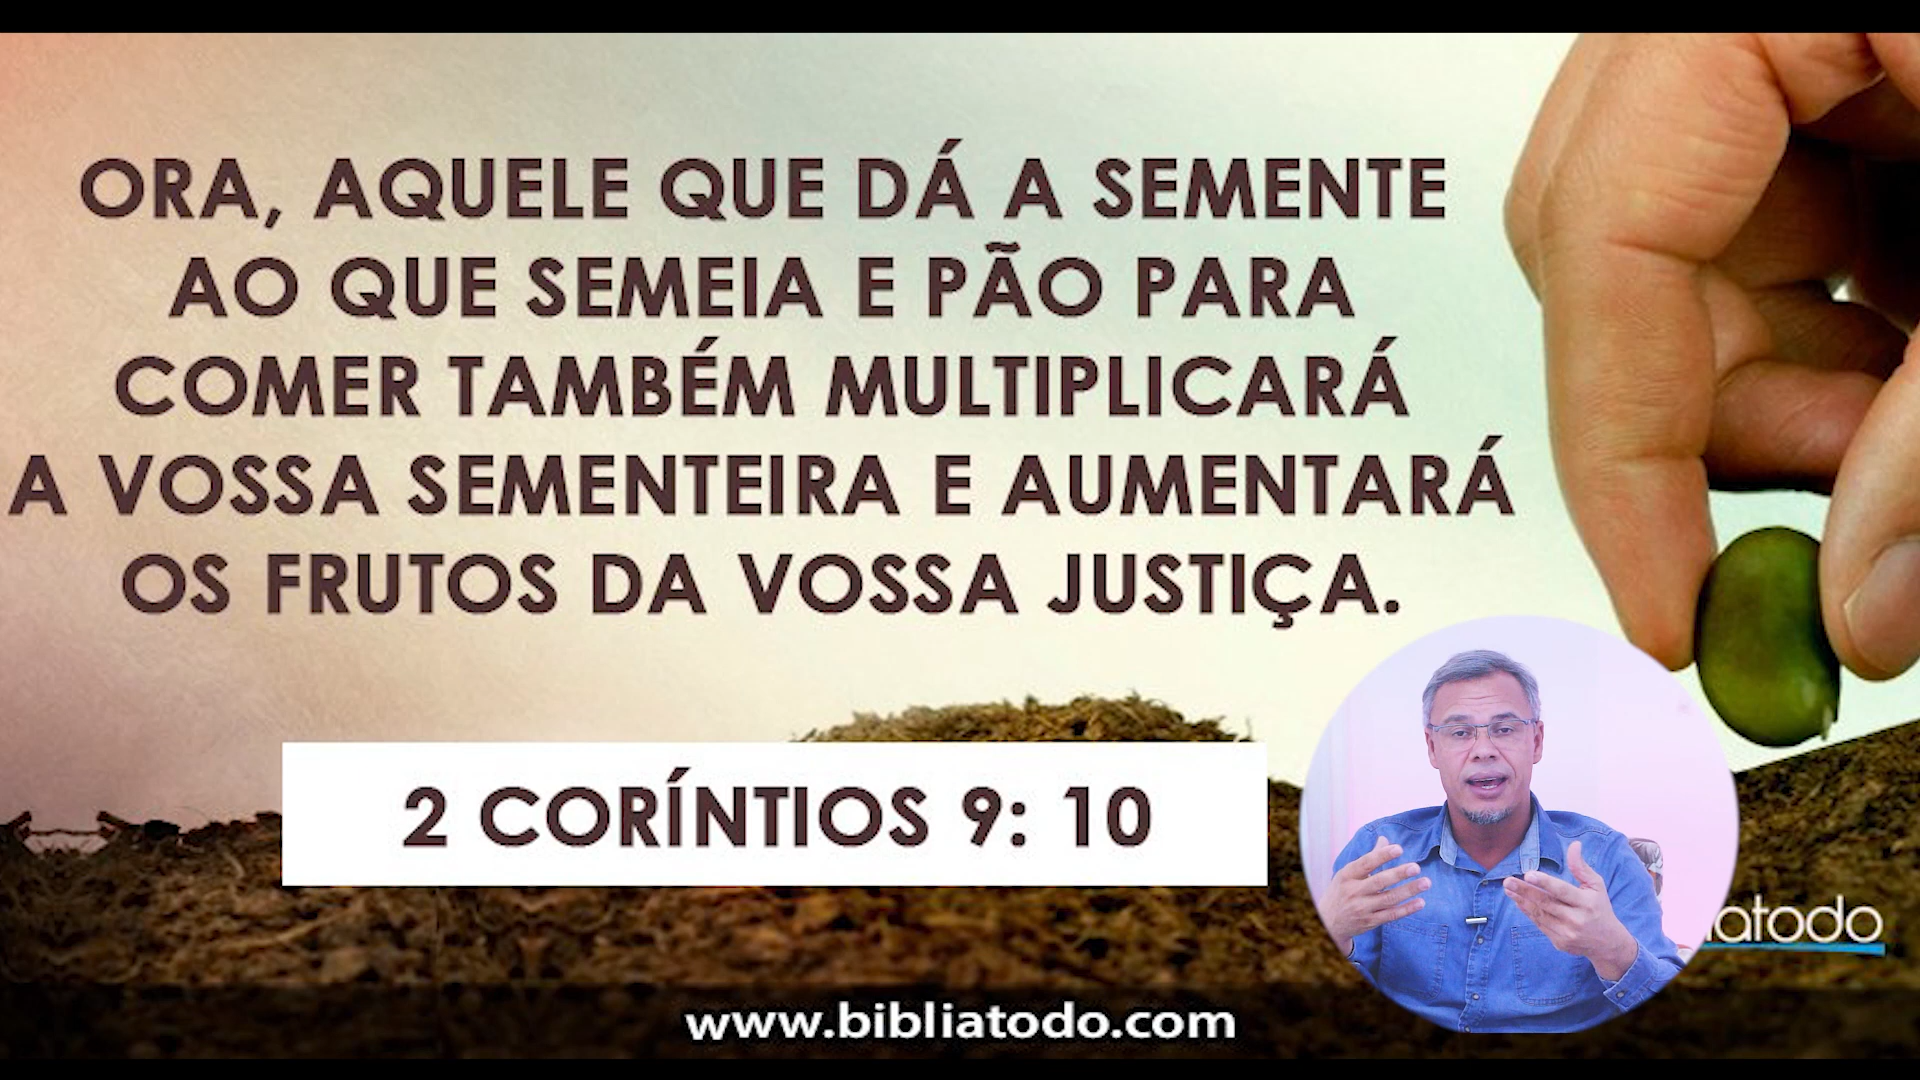 ORA, AQUELE QUE DÁ A SEMENTE
AO QUE SEMEIA E PÃO PARA
COMER TAMBÉM MULTIPLICARÁ
A VOSSA SEMENTEIRA E AUMENTARÁ
OS FRUTOS DA VOSSA JUSTIÇA.
2 CORÍNTIOS 9: 10
atodo
www.bibliatodo.com